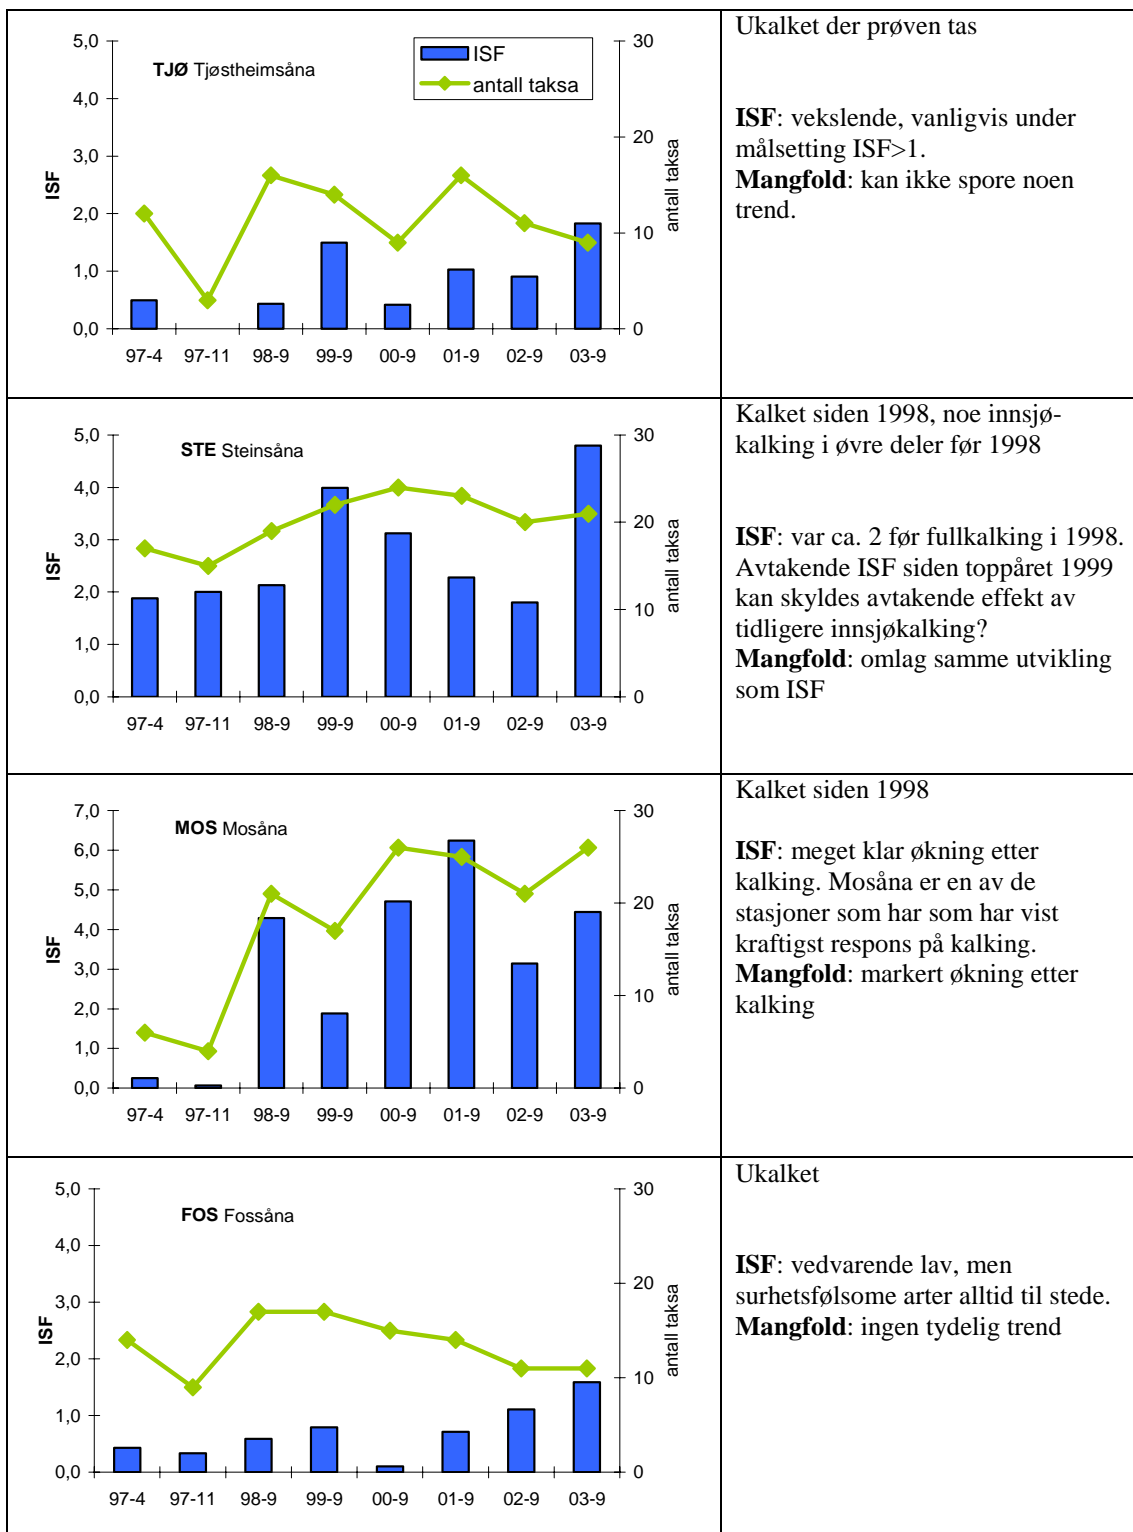 TJØ Tjøstheimsåna
ISF
antall taksa
5,0
4,0
3,0
2,0
1,0
0,0
ISF
30
20
10
0
antall taksa
97-4 97-11 98-9 99-9 00-9 01-9 02-9 03-9
Ukalket der prøven tas
ISF: vekslende, vanligvis under
målsetting ISF>1.
Mangfold: kan ikke spore noen
trend.
STE Steinsåna
5,0
4,0
3,0
2,0
1,0
0,0
ISF
30
20
10
0
antall taksa
97-4 97-11 98-9 99-9 00-9 01-9 02-9 03-9
Kalket siden 1998, noe innsjø-
kalking i øvre deler før 1998
ISF: var ca. 2 før fullkalking i 1998.
Avtakende ISF siden toppåret 1999
kan skyldes avtakende effekt av
tidligere innsjøkalking?
Mangfold: omlag samme utvikling
som ISF
MOS Mosåna
7,0
6,0
5,0
4,0
3,0
2,0
1,0
0,0
ISF
30
20
10
0
antall taksa
97-4 97-11 98-9 99-9 00-9 01-9 02-9 03-9
Kalket siden 1998
ISF: meget klar økning etter
kalking. Mosåna er en av de
stasjoner som har som har vist
kraftigst respons på kalking.
Mangfold: markert økning etter
kalking
FOS Fossåna
5,0
4,0
3,0
2,0
1,0
0,0
ISF
30
20
10
0
antall taksa
97-4 97-11 98-9 99-9 00-9 01-9 02-9 03-9
Ukalket
ISF: vedvarende lav, men
surhetsfølsome arter alltid til stede.
Mangfold: ingen tydelig trend